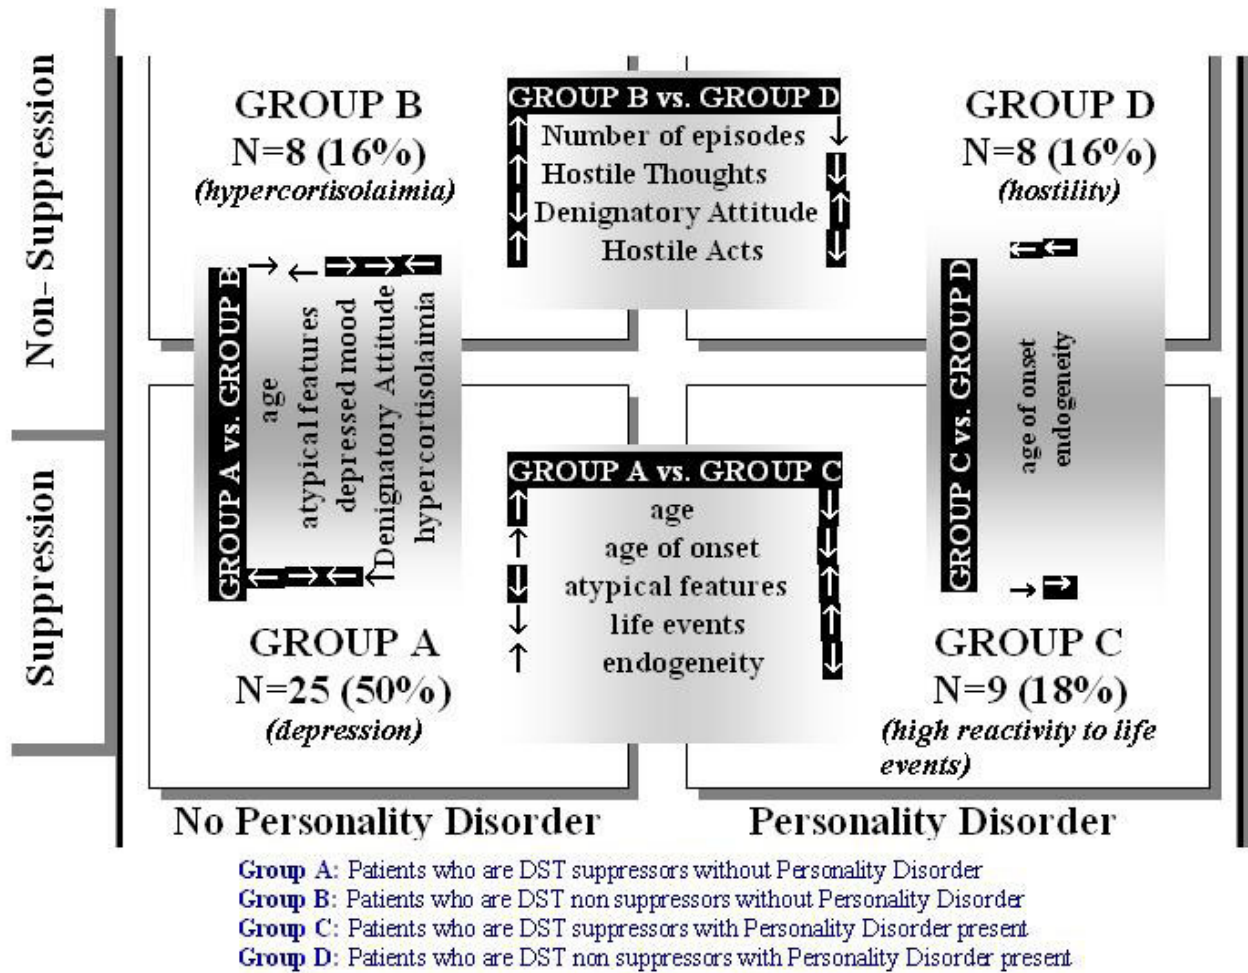 Non- Suppression
Suppression
GROUP B
N=8 (16%)
(hypercortisolaimia)
GROUP B vs. GROUP D
↑ Number of episodes ↓
↑ Hostile Thoughts ↓
↓ Denignatory Attitude ↑
↑ Hostile Acts ↓
GROUP D
N=8 (16%)
(hostility)
GROUP A vs. GROUP B
age
atypical features
depressed mood
Denignatory Attitude
hypercortisolaimia
GROUP C vs. GROUP D
age of onset
endogeneity
GROUP A vs. GROUP C
↑ age ↓
↑ age of onset ↓
↓ atypical features ↑
↓ life events ↑
↑ endogeneity ↓
GROUP A
N=25 (50%)
(depression)
GROUP C
N=9 (18%)
(high reactivity to life
events)
No Personality Disorder
Personality Disorder
Group A: Patients who are DST suppressors without Personality Disorder
Group B: Patients who are DST non suppressors without Personality Disorder
Group C: Patients who are DST suppressors with Personality Disorder present
Group D: Patients who are DST non suppressors with Personality Disorder present